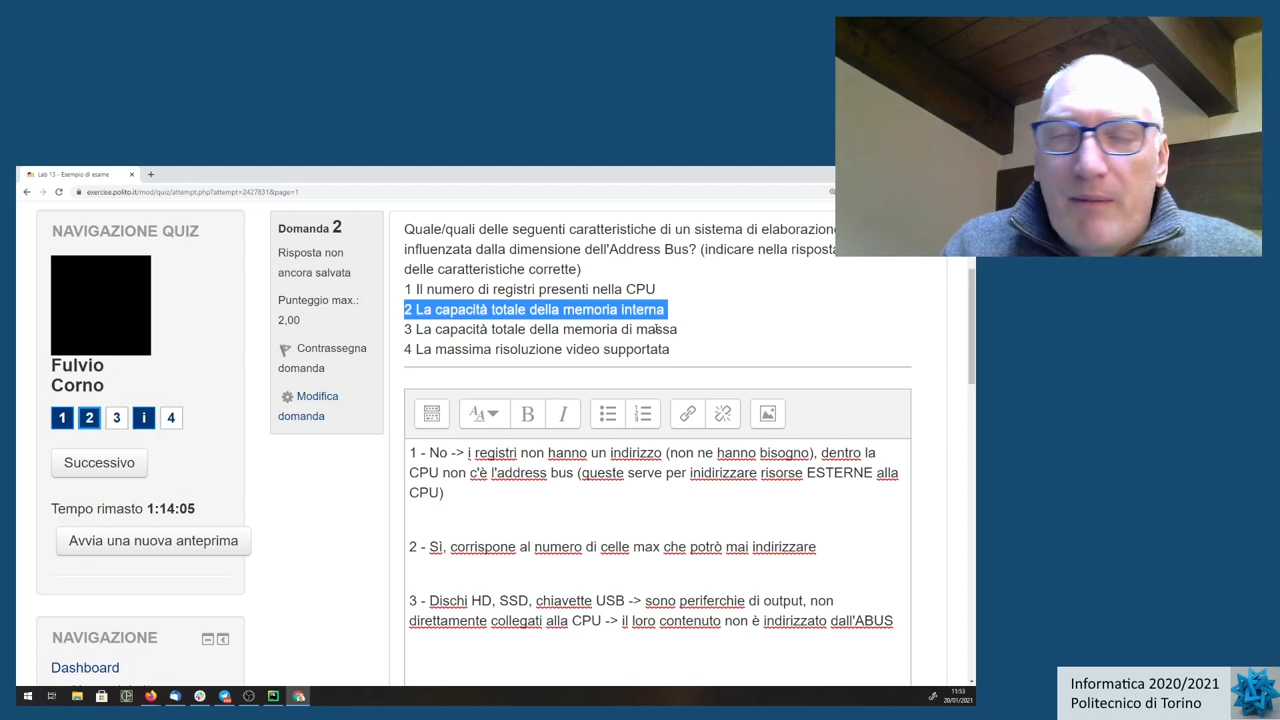 Lab 13 - Esempio di esame
exercise.polito.it/mod/quiz/attempt.php?attempt=2427831&page=1
NAVIGAZIONE QUIZ
Fulvio
Corno
1 2 3 i 4
Successivo
Tempo rimasto 1:14:05
Avvia una nuova anteprima
NAVIGAZIONE
Dashboard
Domanda 2
Risposta non
ancora salvata
Punteggio max.:
2,00
Contrassegna
domanda
Modifica
domanda
Quale/quali delle seguenti caratteristiche di un sistema di elaborazione
influenzata dalla dimensione dell'Address Bus? (indicare nella risposta
delle caratteristiche corrette)
1 Il numero di registri presenti nella CPU
2 La capacità totale della memoria interna
3 La capacità totale della memoria di massa
4 La massima risoluzione video supportata
1 - No -> i registri non hanno un indirizzo (non ne hanno bisogno), dentro la
CPU non c'è l'address bus (queste serve per inidirizzare risorse ESTERNE alla
CPU)
2 - Sì, corrispone al numero di celle max che potrò mai indirizzare
3 - Dischi HD, SSD, chiavette USB -> sono periferchie di output, non
direttamente collegati alla CPU -> il loro contenuto non è indirizzato dall'ABUS
11:53
20/01/2021
Informatica 2020/2021
Politecnico di Torino